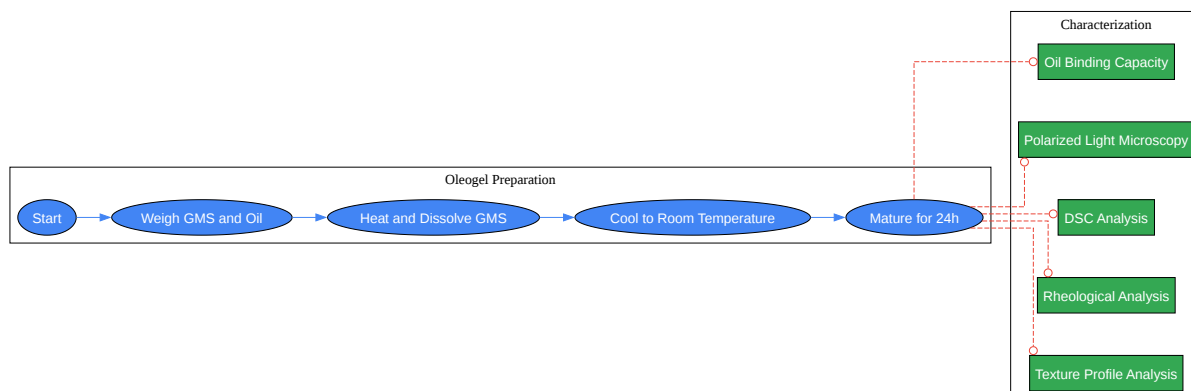 Characterization
Oil Binding Capacity
Polarized Light Microscopy
Oleogel Preparation
Start
Weigh GMS and Oil
Heat and Dissolve GMS
Cool to Room Temperature
Mature for 24h
DSC Analysis
Rheological Analysis
Texture Profile Analysis